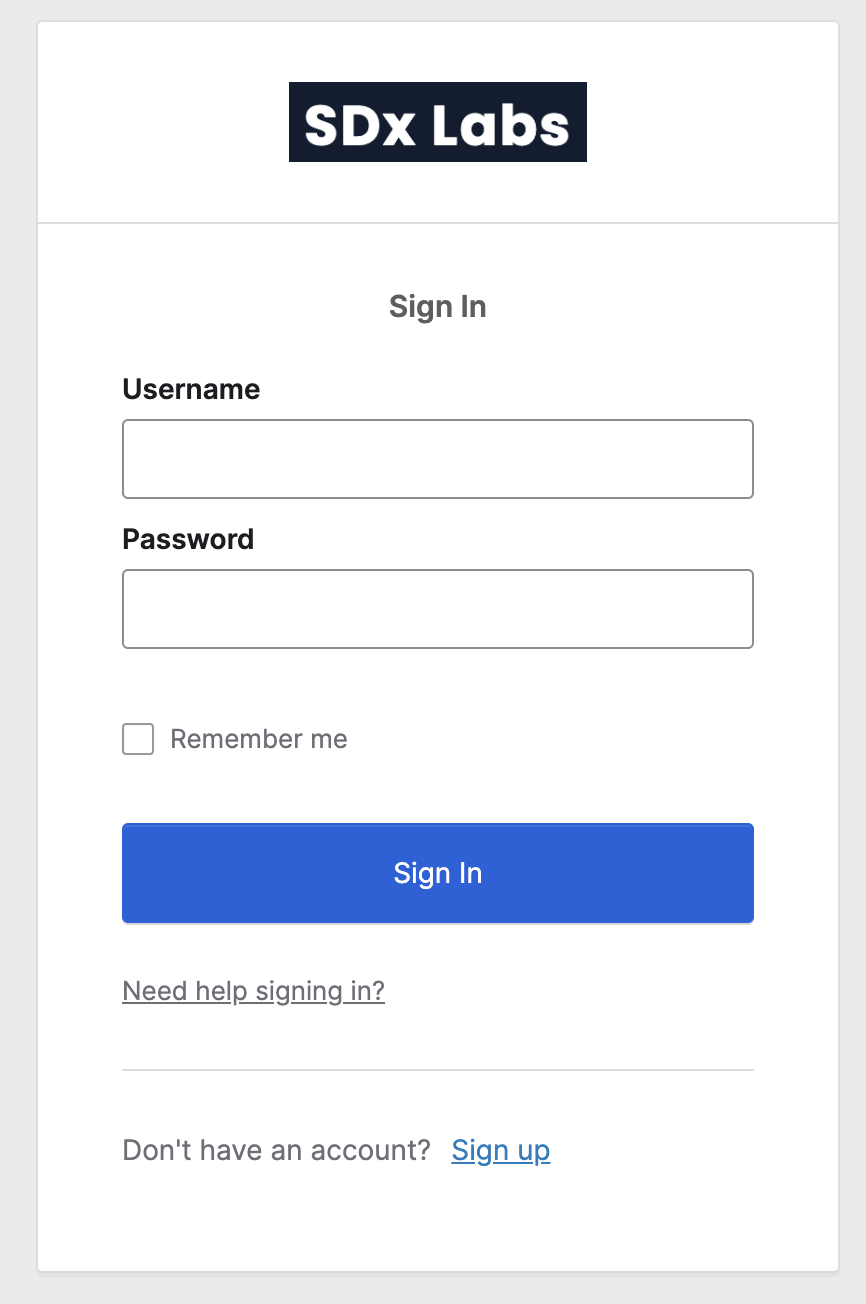 SDx Labs
Sign In
Username
Password
Remember me
Sign In
Need help signing in?
Don't have an account? Sign up